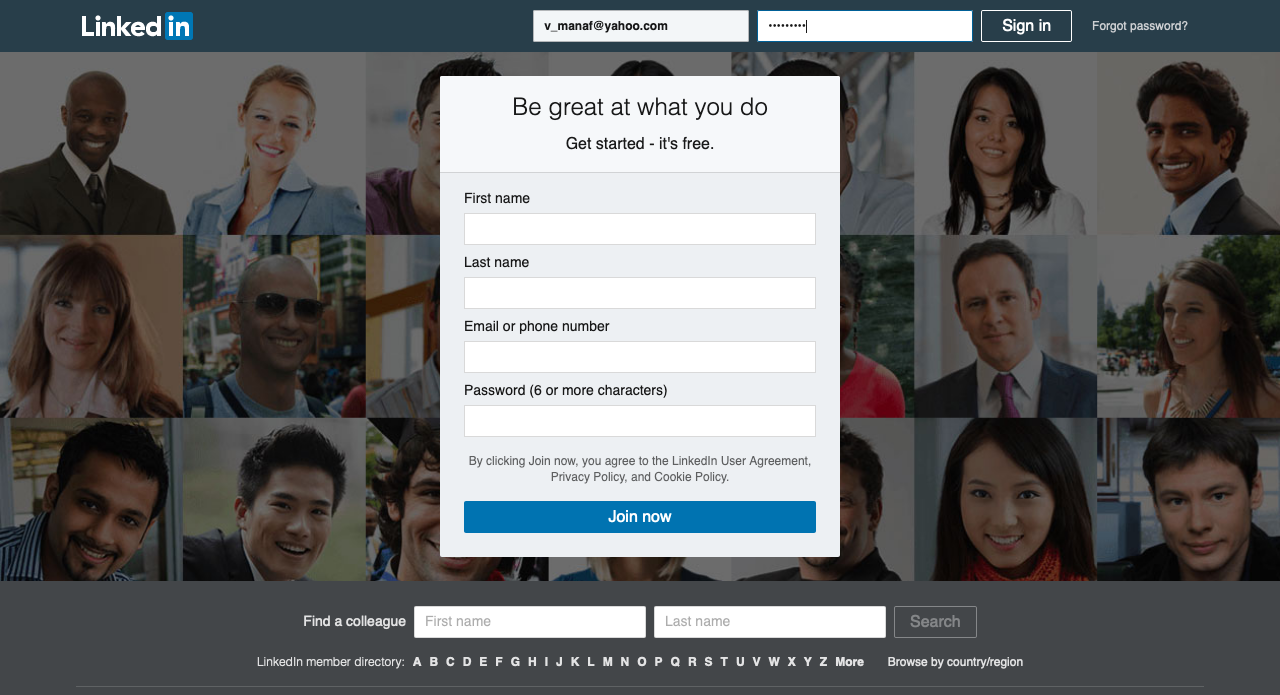 Linked in
v_manaf@yahoo.com
•••••••••
Sign in
Forgot password?
Be great at what you do
Get started - it's free.
First name
Last name
Email or phone number
Password (6 or more characters)
By clicking Join now, you agree to the LinkedIn User Agreement,
Privacy Policy, and Cookie Policy.
Join now
Find a colleague First name Last name Search
LinkedIn member directory: A B C D E F G H I J K L M N O P Q R S T U V W X Y Z More Browse by country/region